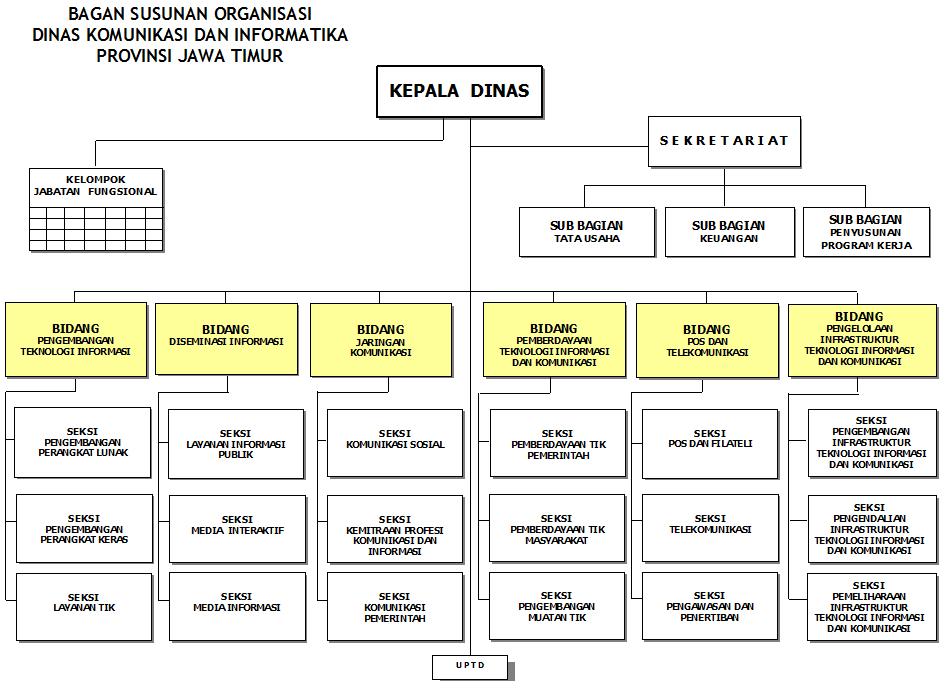 BAGAN SUSUNAN ORGANISASI
DINAS KOMUNIKASI DAN INFORMATIKA
PROVINSI JAWA TIMUR
KEPALA DINAS
SEKRETARIAT
KELOMPOK
JABATAN FUNGSIONAL
SUB BAGIAN
TATA USAHA
SUB BAGIAN
KEUANGAN
SUB BAGIAN
PENYUSUNAN
PROGRAM KERJA
BIDANG
PENGEMBANGAN
TEKNOLOGI INFORMASI
BIDANG
DISEMINASI INFORMASI
BIDANG
JARINGAN
KOMUNIKASI
BIDANG
PEMBERDAYAAN
TEKNOLOGI INFORMASI
DAN KOMUNIKASI
BIDANG
POS DAN
TELEKOMUNIKASI
BIDANG
PENGELOLAAN
INFRASTRUKTUR
TEKNOLOGI INFORMASI
DAN KOMUNIKASI
SEKSI
PENGEMBANGAN
PERANGKAT LUNAK
SEKSI
LAYANAN INFORMASI
PUBLIK
SEKSI
KOMUNIKASI SOSIAL
SEKSI
PEMBERDAYAAN TIK
PEMERINTAH
SEKSI
POS DAN FILATELI
SEKSI
PENGEMBANGAN
INFRASTRUKTUR
TEKNOLOGI INFORMASI
DAN KOMUNIKASI
SEKSI
PENGEMBANGAN
PERANGKAT KERAS
SEKSI
MEDIA INTERAKTIF
SEKSI
KEMITRAAN PROFESI
KOMUNIKASI DAN
INFORMASI
SEKSI
PEMBERDAYAAN TIK
MASYARAKAT
SEKSI
TELEKOMUNIKASI
SEKSI
PENGENDALIAN
INFRASTRUKTUR
TEKNOLOGI INFORMASI
DAN KOMUNIKASI
SEKSI
LAYANAN TIK
SEKSI
MEDIA INFORMASI
SEKSI
KOMUNIKASI
PEMERINTAH
SEKSI
PENGEMBANGAN
MUATAN TIK
SEKSI
PENGAWASAN DAN
PENERTIBAN
SEKSI
PEMELIHARAAN
INFRASTRUKTUR
TEKNOLOGI INFORMASI
DAN KOMUNIKASI
UPTD